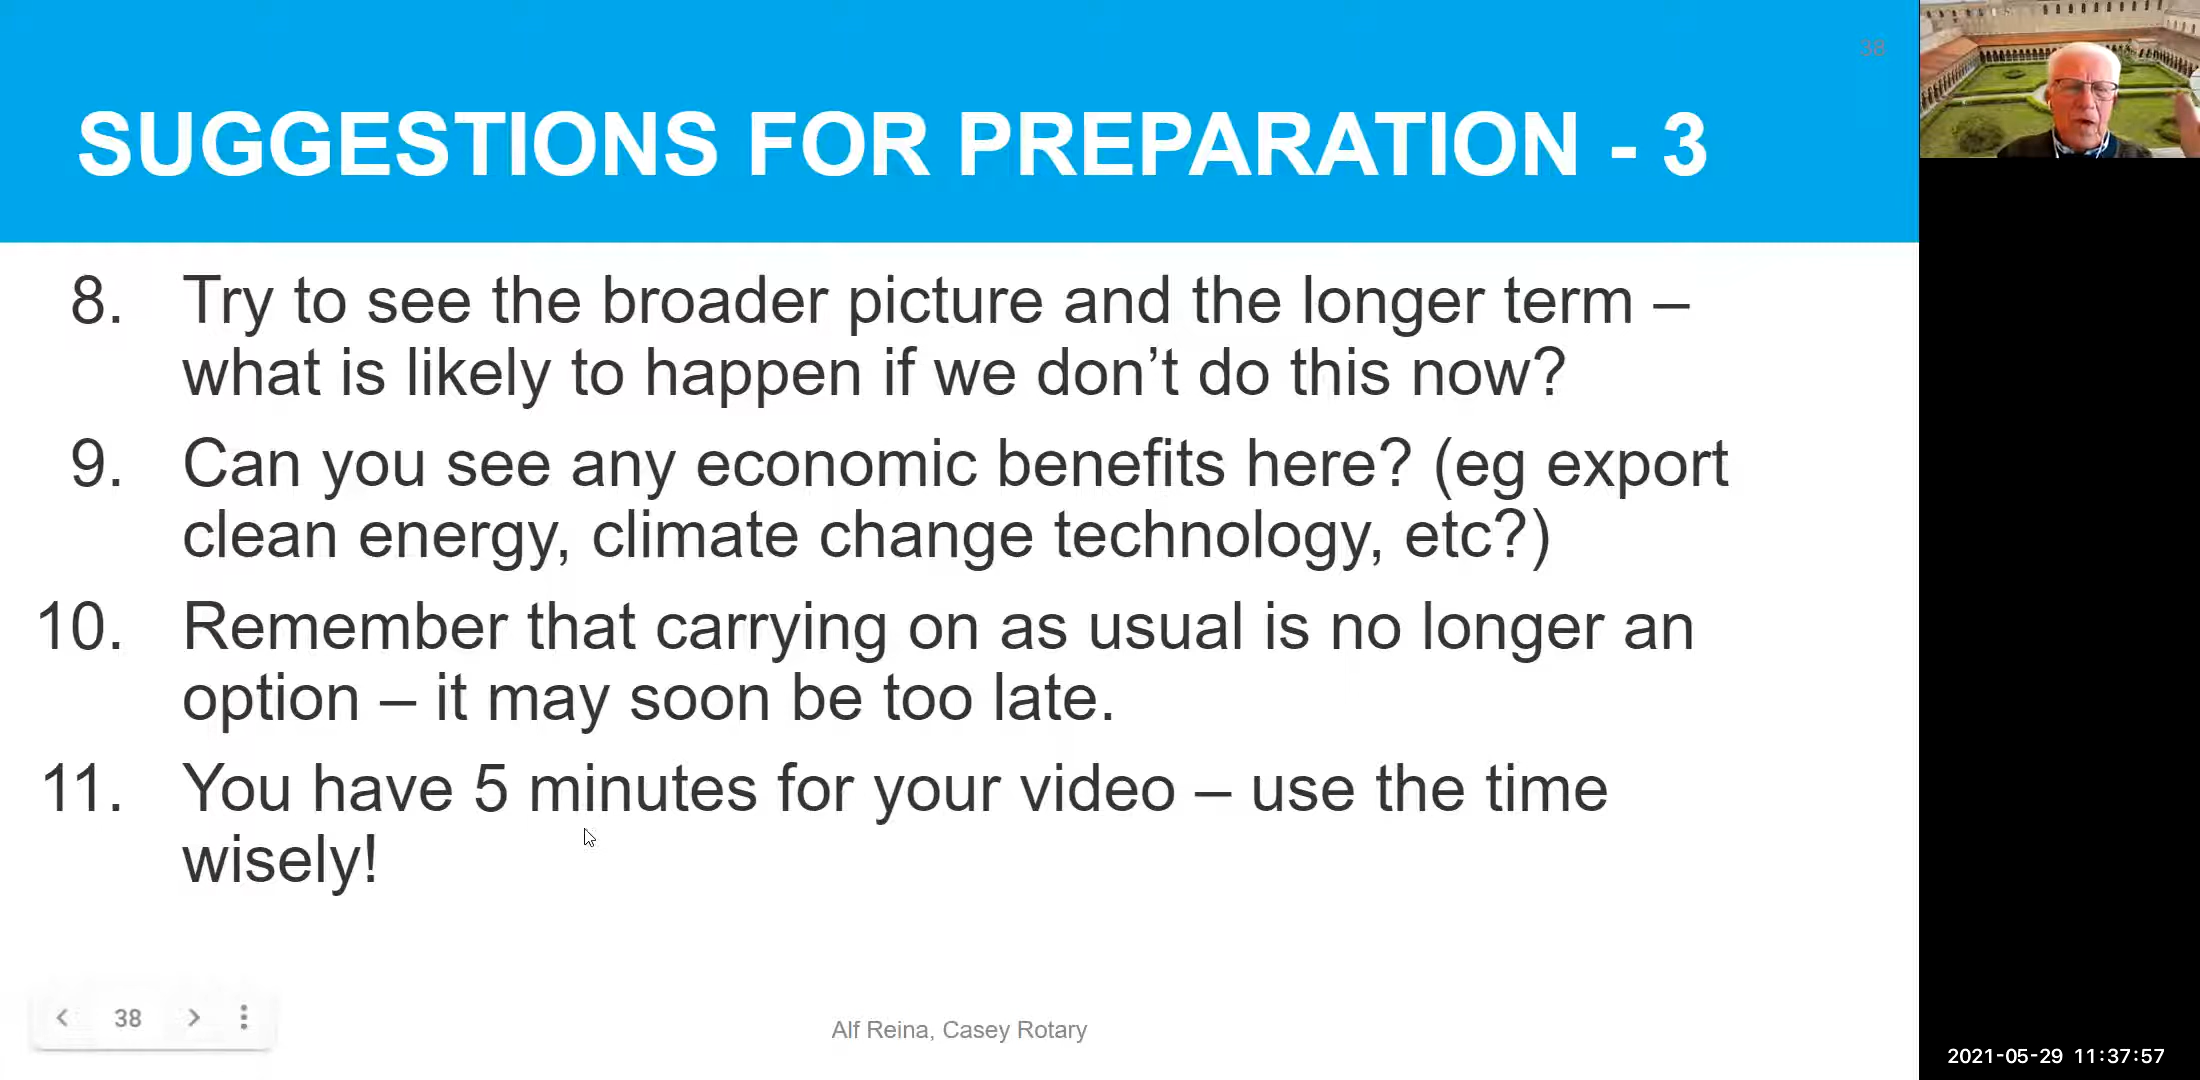 38
SUGGESTIONS FOR PREPARATION - 3
8. Try to see the broader picture and the longer term –
what is likely to happen if we don’t do this now?
9. Can you see any economic benefits here? (eg export
clean energy, climate change technology, etc?)
10. Remember that carrying on as usual is no longer an
option – it may soon be too late.
11. You have 5 minutes for your video – use the time
wisely!
38
Alf Reina, Casey Rotary
2021-05-29 11:37:57